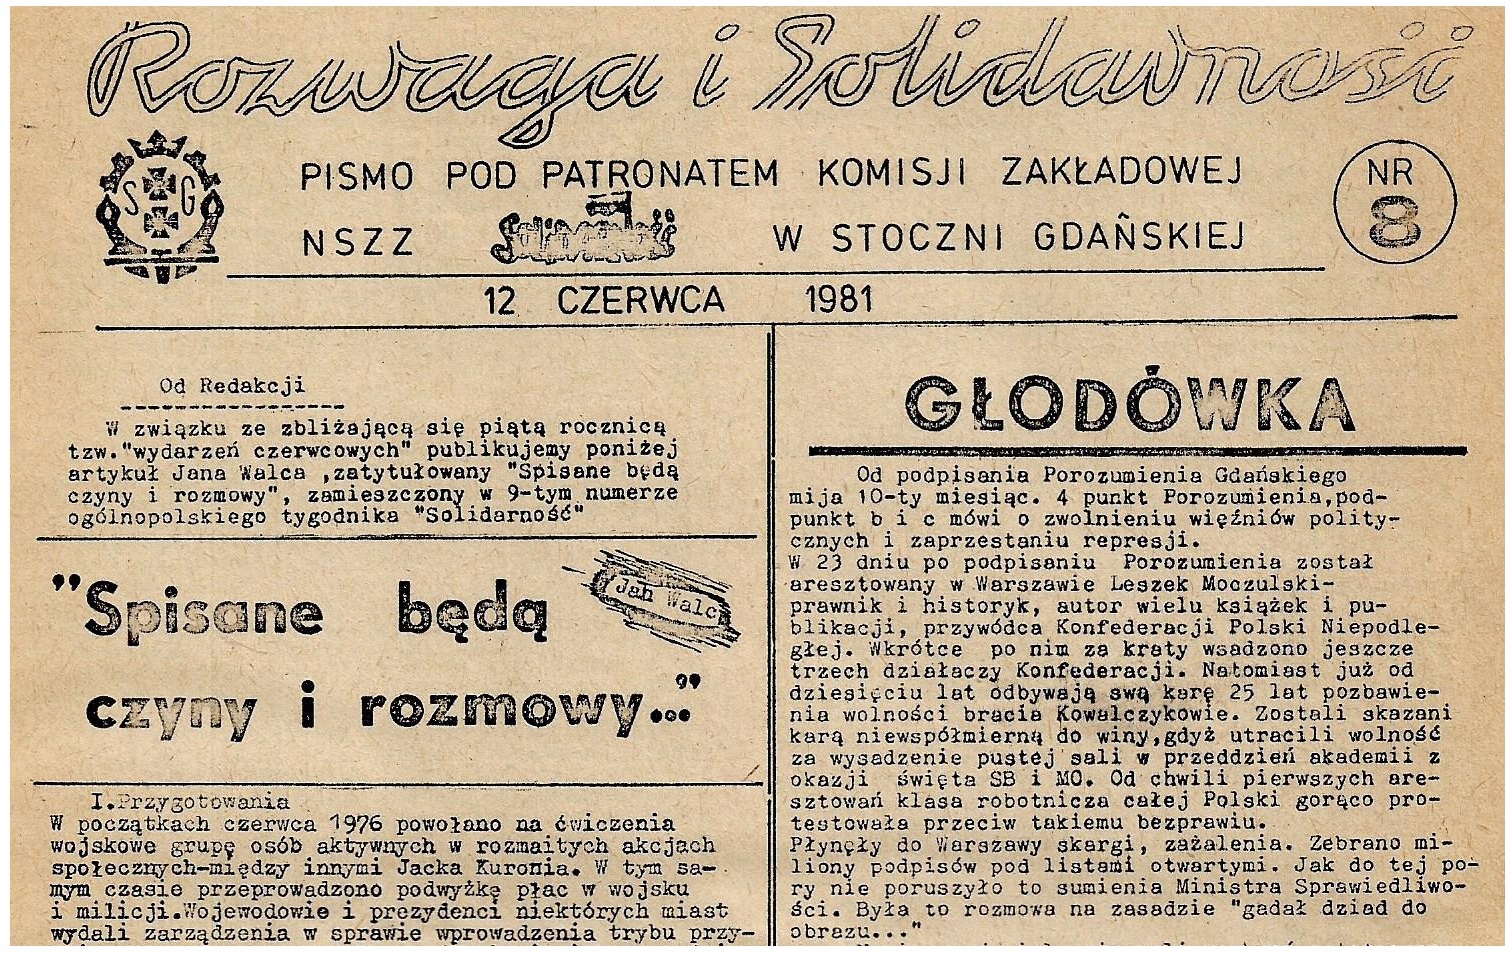 Rozwaga i Solidarność
S G
PISMO POD PATRONATEM KOMISJI ZAKŁADOWEJ
NSZZ Solidarność W STOCZNI GDAŃSKIEJ
NR
8
12 CZERWCA 1981
Od Redakcji
W związku ze zbliżającą się piątą rocznicą
tzw."wydarzeń czerwcowych" publikujemy poniżej
artykuł Jana Walca ,zatytułowany "Spisane będą
czyny i rozmowy", zamieszczony w 9-tym numerze
ogólnopolskiego tygodnika "Solidarność"
"Spisane będą
Jan Walc
czyny i rozmowy..."
I.Przygotowania
W początkach czerwca 1976 powołano na ćwiczenia
wojskowe grupę osób aktywnych w rozmaitych akcjach
społecznych-między innymi Jacka Kuronia. W tym sa-
mym czasie przeprowadzono podwyżkę płac w wojsku
i milicji.Wojewodowie i prezydenci niektórych miast
wydali zarządzenia w sprawie wprowadzenia trybu przy-
GŁODÓWKA
Od podpisania Porozumienia Gdańskiego
mija 10-ty miesiąc. 4 punkt Porozumienia,pod-
punkt b i c mówi o zwolnieniu więźniów polity-
cznych i zaprzestaniu represji.
W 23 dniu po podpisaniu Porozumienia został
aresztowany w Warszawie Leszek Moczulski-
prawnik i historyk, autor wielu książek i pu-
blikacji, przywódca Konfederacji Polski Niepodle-
głej. Wkrótce po nim za kraty wsadzono jeszcze
trzech działaczy Konfederacji. Natomiast już od
dziesięciu lat odbywają swą karę 25 lat pozbawie-
nia wolności bracia Kowalczykowie. Zostali skazani
karą niewspółmierną do winy,gdyż utracili wolność
za wysadzenie pustej sali w przeddzień akademii z
okazji święta SB i MO. Od chwili pierwszych are-
sztowań klasa robotnicza całej Polski gorąco pro-
testowała przeciw takiemu bezprawiu.
Płynęły do Warszawy skargi, zażalenia. Zebrano mi-
liony podpisów pod listami otwartymi. Jak do tej po-
ry nie poruszyło to sumienia Ministra Sprawiedliwo-
ści. Była to rozmowa na zasadzie "gadał dziad do
obrazu..."